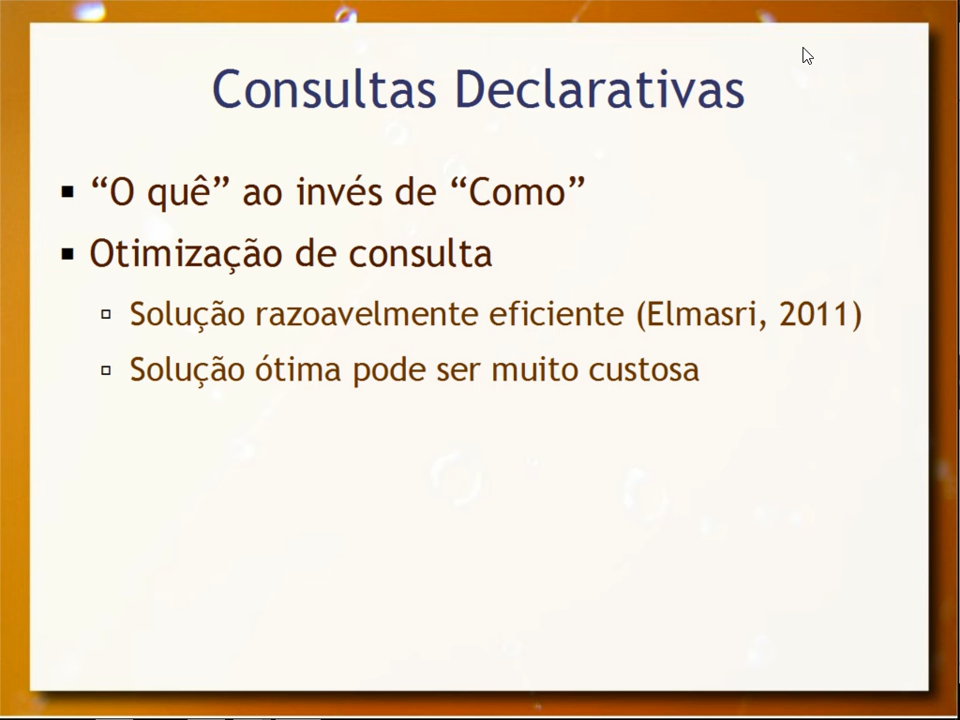 Consultas Declarativas
▪ “O quê” ao invés de “Como”
▪ Otimização de consulta
▫ Solução razoavelmente eficiente (Elmasri, 2011)
▫ Solução ótima pode ser muito custosa